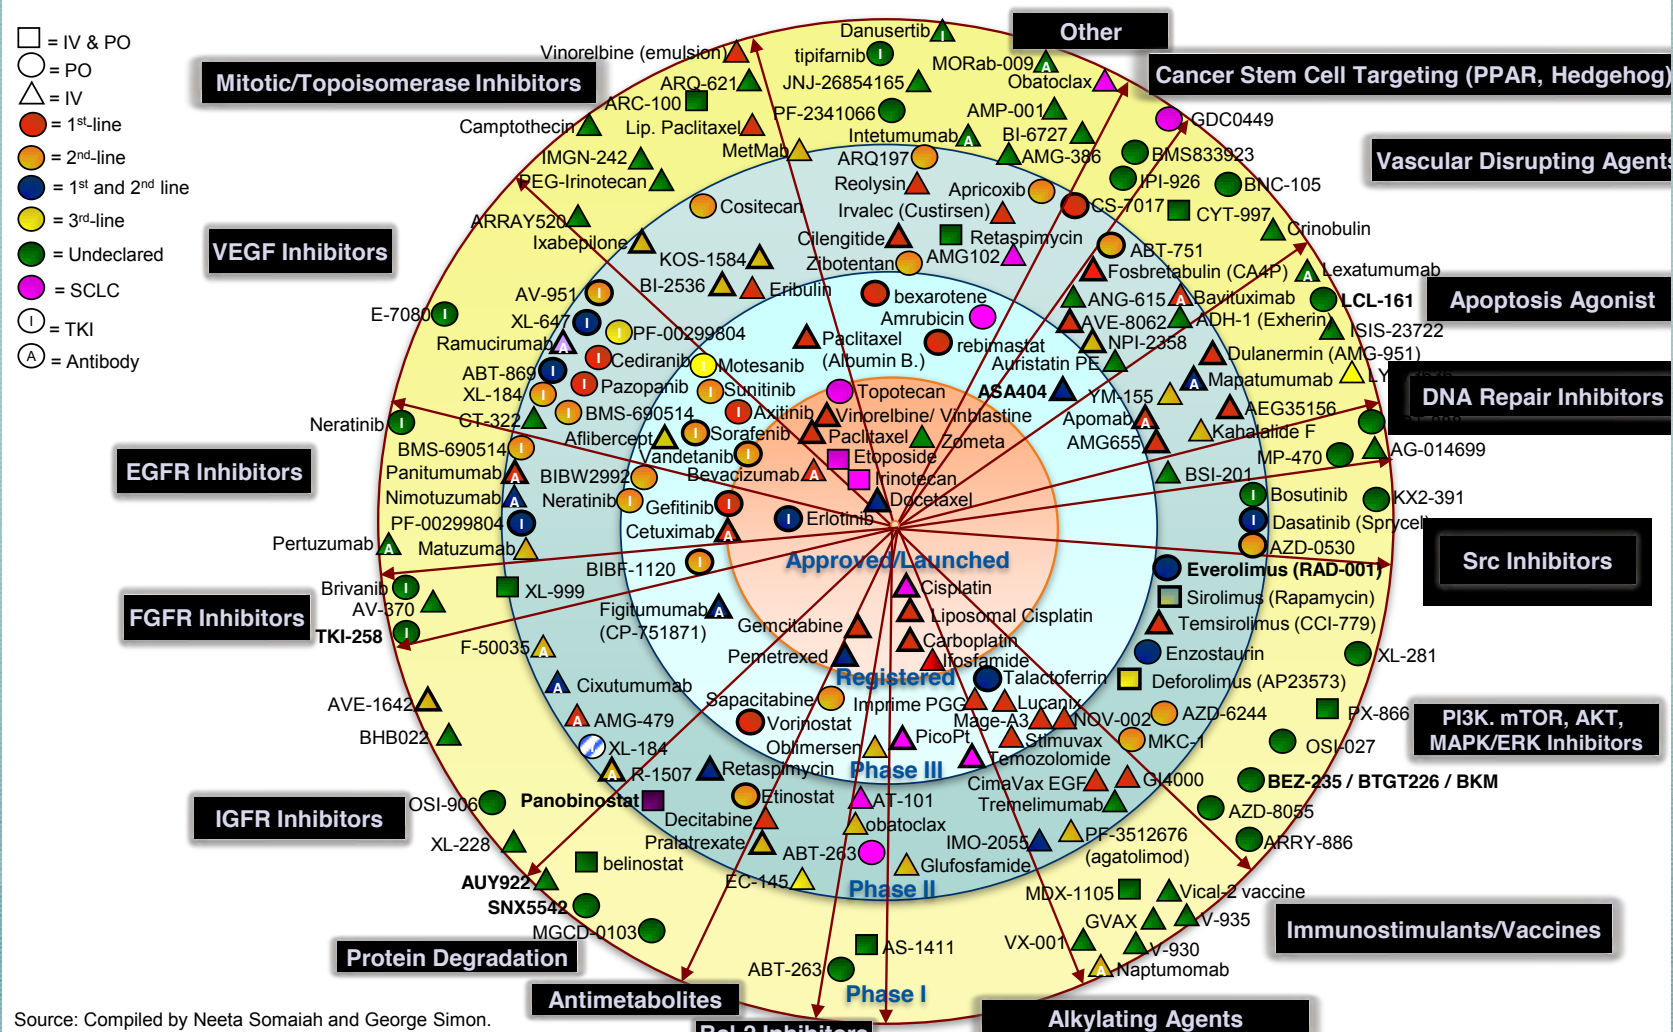 = IV & PO
= PO
= IV
= 1st-line
= 2nd-line
= 1st and 2nd line
= 3rd-line
= Undeclared
= SCLC
I = TKI
A = Antibody
Other
Mitotic/Topoisomerase Inhibitors
Cancer Stem Cell Targeting (PPAR, Hedgehog)
Vascular Disrupting Agents
VEGF Inhibitors
Apoptosis Agonist
DNA Repair Inhibitors
EGFR Inhibitors
Src Inhibitors
FGFR Inhibitors
PI3K. mTOR, AKT,
MAPK/ERK Inhibitors
IGFR Inhibitors
Immunostimulants/Vaccines
Protein Degradation
Antimetabolites
Alkylating Agents
Bcl-2 Inhibitors
Danusertib
tipifarnib
MORab-009
JNJ-26854165
Obatoclax
PF-2341066
AMP-001
Intetumumab
BI-6727
ARQ197
AMG-386
Reolysin
Apricoxib
Irvalec (Custirsen)
Cilengitide
Retaspimycin
Zibotentan
AMG102
bexarotene
Amrubicin
rebimastat
Vinorelbine (emulsion)
ARQ-621
ARC-100
Camptothecin
Lip. Paclitaxel
MetMab
IMGN-242
PEG-Irinotecan
ARRAY520
Cositecan
Ixabepilone
KOS-1584
BI-2536
Eribulin
Paclitaxel
(Albumin B.)
Topotecan
Vinorelbine/ Vinblastine
Paclitaxel
Zometa
Etoposide
Irinotecan
Docetaxel
GDC0449
BMS833923
IPI-926
CS-7017
BNC-105
CYT-997
Crinobulin
ABT-751
Fosbretabulin (CA4P)
ANG-615
Bavituximab
AVE-8062
ADH-1 (Exherin)
NPI-2358
Auristatin PE
ASA404
Lexatumumab
LCL-161
ISIS-23722
Dulanermin (AMG-951)
Mapatumumab
YM-155
AEG35156
Apomab
Kahalalide F
AMG655
MP-470
AG-014699
BSI-201
E-7080
AV-951
XL-647
PF-00299804
Ramucirumab
Cediranib
Motesanib
ABT-869
Pazopanib
Sunitinib
XL-184
BMS-690514
Axitinib
CT-322
Aflibercept
Sorafenib
Vandetanib
Bevacizumab
Neratinib
BMS-690514
Panitumumab
BIBW2992
Nimotuzumab
Neratinib
Gefitinib
PF-00299804
Erlotinib
Pertuzumab
Matuzumab
Cetuximab
KX2-391
Bosutinib
Dasatinib (Sprycel)
AZD-0530
Approved/Launched
Brivanib
XL-999
BIBF-1120
AV-370
TKI-258
Everolimus (RAD-001)
Sirolimus (Rapamycin)
Temsirolimus (CCI-779)
Enzostaurin
XL-281
Deforolimus (AP23573)
AZD-6244
PX-866
MKC-1
OSI-027
BEZ-235 / BTGT226 / BKM
AZD-8055
ARRY-886
Figitumumab
(CP-751871)
F-50035
Cixutumumab
AVE-1642
AMG-479
BHB022
XL-184
R-1507
OSI-906
XL-228
Cisplatin
Liposomal Cisplatin
Carboplatin
Ifosfamide
Gemcitabine
Pemetrexed
Registered
Talactoferrin
Imprime PGG
Lucanix
Mage-A3
NOV-002
Stimuvax
PicoPt
Temozolomide
Sapacitabine
Vorinostat
Oblimersen
Phase III
Retaspimycin
Panobinostat
Etinostat
AT-101
CimaVax EGF
GI4000
Tremelimumab
Decitabine
obatoclax
Pralatrexate
ABT-263
IMO-2055
PF-3512676
(agatolimod)
Glufosfamide
EC-145
Phase II
belinostat
AUY922
SNX5542
MGCD-0103
MDX-1105
Vical-2 vaccine
GVAX
V-935
VX-001
V-930
Naptumomab
AS-1411
ABT-263
Phase I
Source: Compiled by Neeta Somaiah and George Simon.